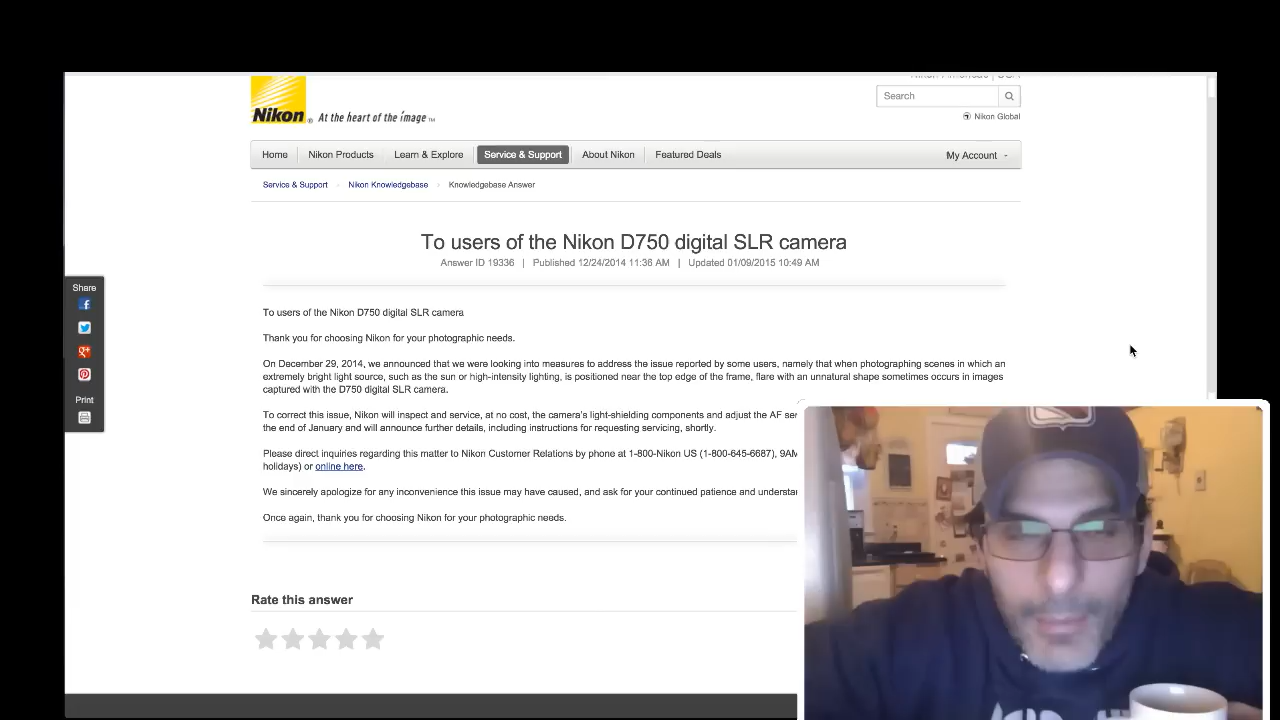 Nikon At the heart of the image™
Search
Nikon Global
Home Nikon Products Learn & Explore Service & Support About Nikon Featured Deals My Account
Service & Support › Nikon Knowledgebase › Knowledgebase Answer
To users of the Nikon D750 digital SLR camera
Answer ID 19336 | Published 12/24/2014 11:36 AM | Updated 01/09/2015 10:49 AM
Share
Print
To users of the Nikon D750 digital SLR camera
Thank you for choosing Nikon for your photographic needs.
On December 29, 2014, we announced that we were looking into measures to address the issue reported by some users, namely that when photographing scenes in which an
extremely bright light source, such as the sun or high-intensity lighting, is positioned near the top edge of the frame, flare with an unnatural shape sometimes occurs in images
captured with the D750 digital SLR camera.
To correct this issue, Nikon will inspect and service, at no cost, the camera's light-shielding components and adjust the AF
the end of January and will announce further details, including instructions for requesting servicing, shortly.
Please direct inquiries regarding this matter to Nikon Customer Relations by phone at 1-800-Nikon US (1-800-645-6687), 9AM
holidays) or online here.
We sincerely apologize for any inconvenience this issue may have caused, and ask for your continued patience and
Once again, thank you for choosing Nikon for your photographic needs.
Rate this answer